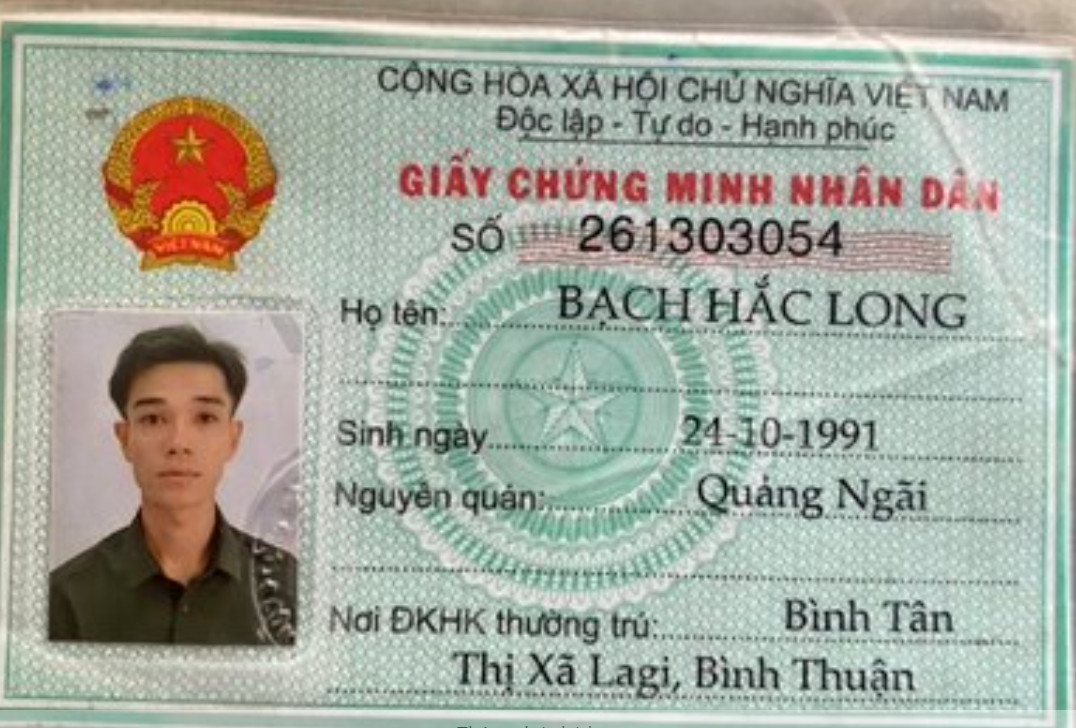 CỘNG HÒA XÃ HỘI CHỦ NGHĨA VIỆT NAM
Độc lập - Tự do - Hạnh phúc
GIẤY CHỨNG MINH NHÂN DÂN
SỐ 261303054
Họ tên: BẠCH HẮC LONG
Sinh ngày 24-10-1991
Nguyên quán: Quảng Ngãi
Nơi ĐKHK thường trú: Bình Tân
Thị Xã Lagi, Bình Thuận
VIỆT NAM